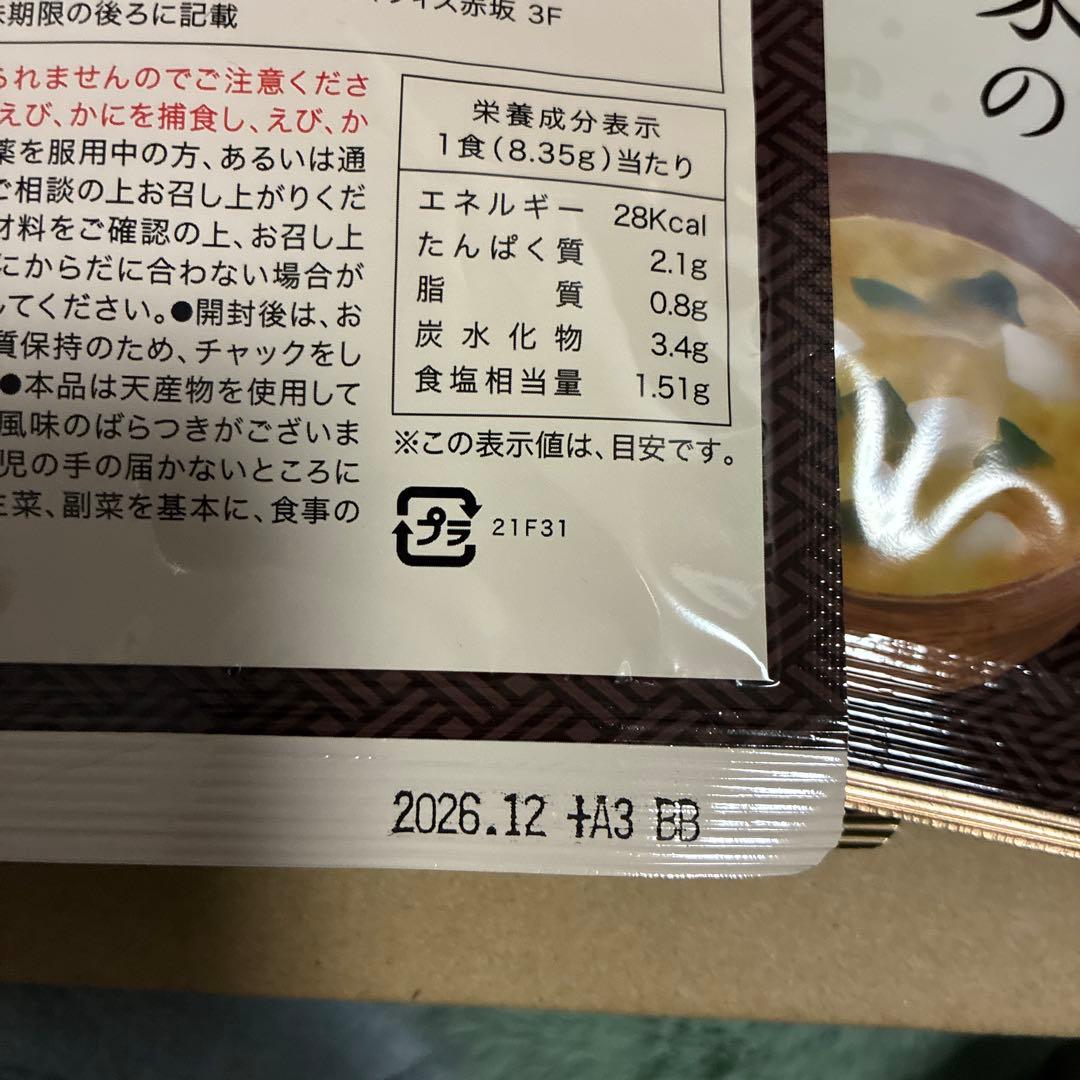 味期限の後ろに記載
イス赤坂 3F
られませんのでご注意くださ
えび、かにを捕食し、えび、か
薬を服用中の方、あるいは通
ご相談の上お召し上がりくだ
材料をご確認の上、お召し上
にからだに合わない場合が
してください。●開封後は、お
質保持のため、チャックをし
●本品は天産物を使用して
風味のばらつきがございま
児の手の届かないところに
主菜、副菜を基本に、食事の
栄養成分表示
1食(8.35g)当たり
エネルギー 28Kcal
たんぱく質 2.1g
脂質 0.8g
炭水化物 3.4g
食塩相当量 1.51g
※この表示値は、目安です。
プラ 21F31
2026.12 +A3 BB
の